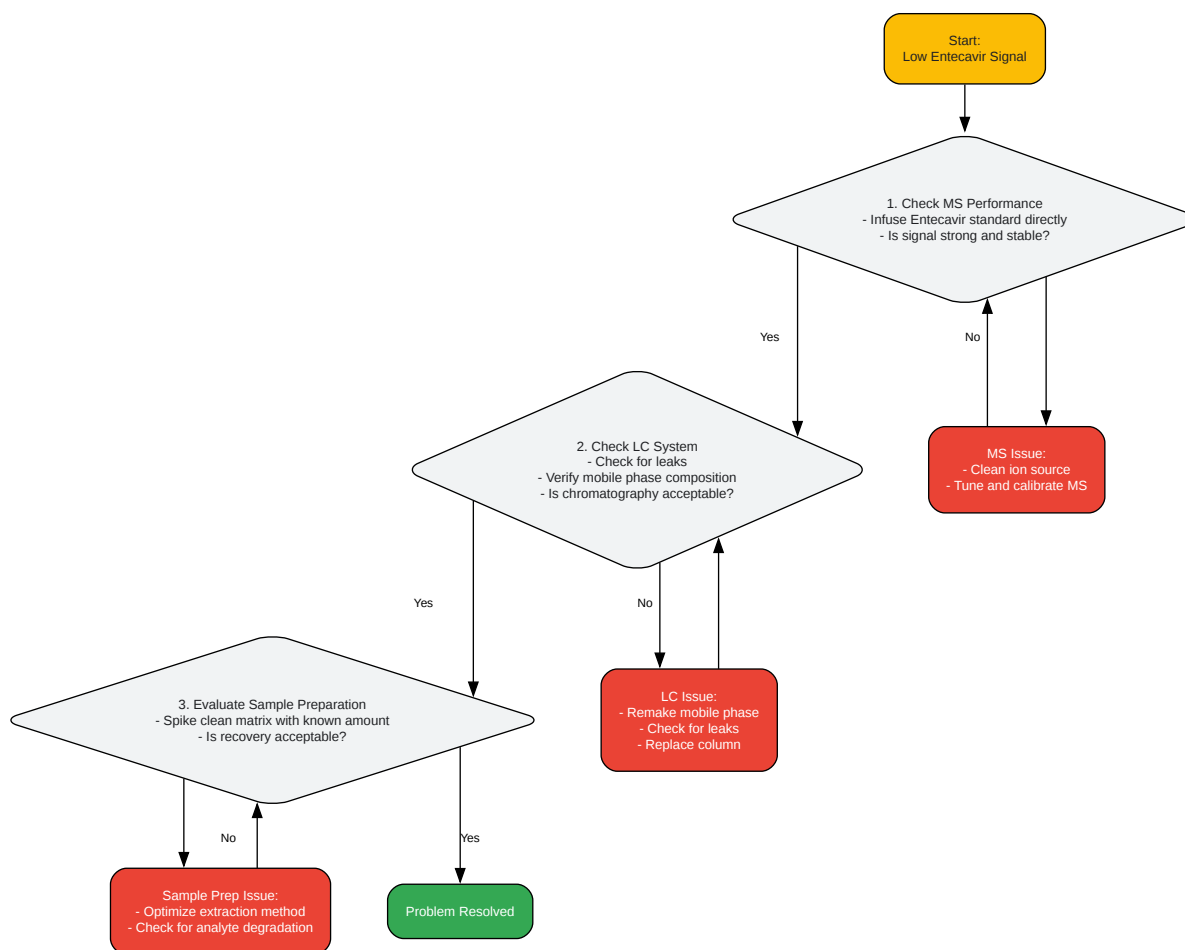 Start:
Low Entecavir Signal
1. Check MS Performance
- Infuse Entecavir standard directly
- Is signal strong and stable?
Yes
No
2. Check LC System
- Check for leaks
- Verify mobile phase composition
- Is chromatography acceptable?
MS Issue:
- Clean ion source
- Tune and calibrate MS
Yes
No
3. Evaluate Sample Preparation
- Spike clean matrix with known amount
- Is recovery acceptable?
LC Issue:
- Remake mobile phase
- Check for leaks
- Replace column
No
Yes
Sample Prep Issue:
- Optimize extraction method
- Check for analyte degradation
Problem Resolved